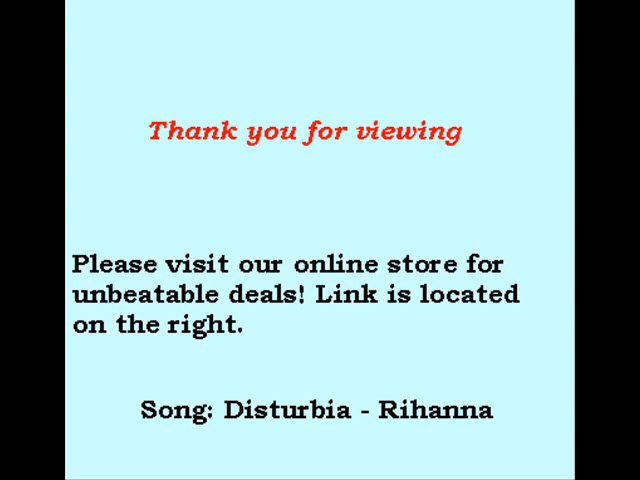 Thank you for viewing
Please visit our online store for
unbeatable deals! Link is located
on the right.
Song: Disturbia - Rihanna